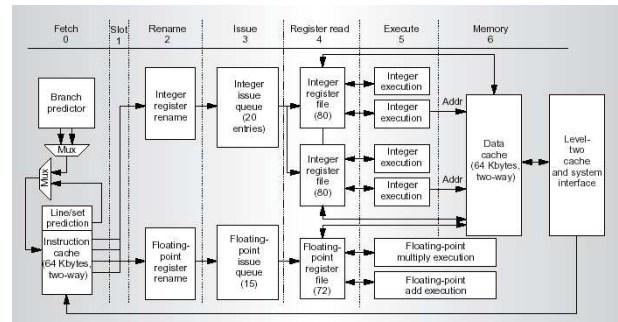 Fetch
0
Slot
1
Rename
2
Issue
3
Register read
4
Execute
5
Memory
6
Branch
predictor
Mux
Mux
Line/set
prediction
Instruction
cache
(64 Kbytes,
two-way)
Integer
register
rename
Integer
issue
queue
(20
entries)
Integer
register
file
(80)
Integer
register
file
(80)
Integer
execution
Integer
execution
Integer
execution
Integer
execution
Addr
Addr
Data
cache
(64 Kbytes,
two-way)
Level-
two
cache
and system
interface
Floating-
point
register
rename
Floating-
point
issue
queue
(15)
Floating-
point
register
file
(72)
Floating-point
multiply execution
Floating-point
add execution